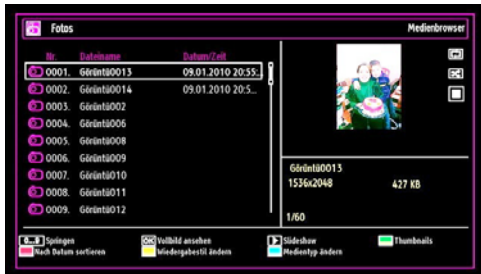 Fotos Medienbrowser
Nr. Dateiname Datum/Zeit
0001. Görüntü0013 09.01.2010 20:55:
0002. Görüntü0014 09.01.2010 20:5...
0003. Görüntü002
0004. Görüntü006
0005. Görüntü008
0006. Görüntü009
0007. Görüntü010
0008. Görüntü011
0009. Görüntü012
Görüntü0013
1536x2048 427 KB
1/60
0...9 Springen OK Vollbild ansehen Slideshow Thumbnails
Nach Datum sortieren Wiedergabestil ändern Medientyp ändern